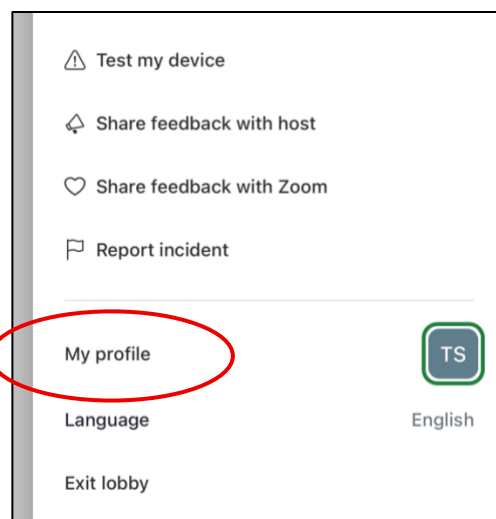 Test my device
Share feedback with host
Share feedback with Zoom
Report incident
My profile
TS
Language
English
Exit lobby